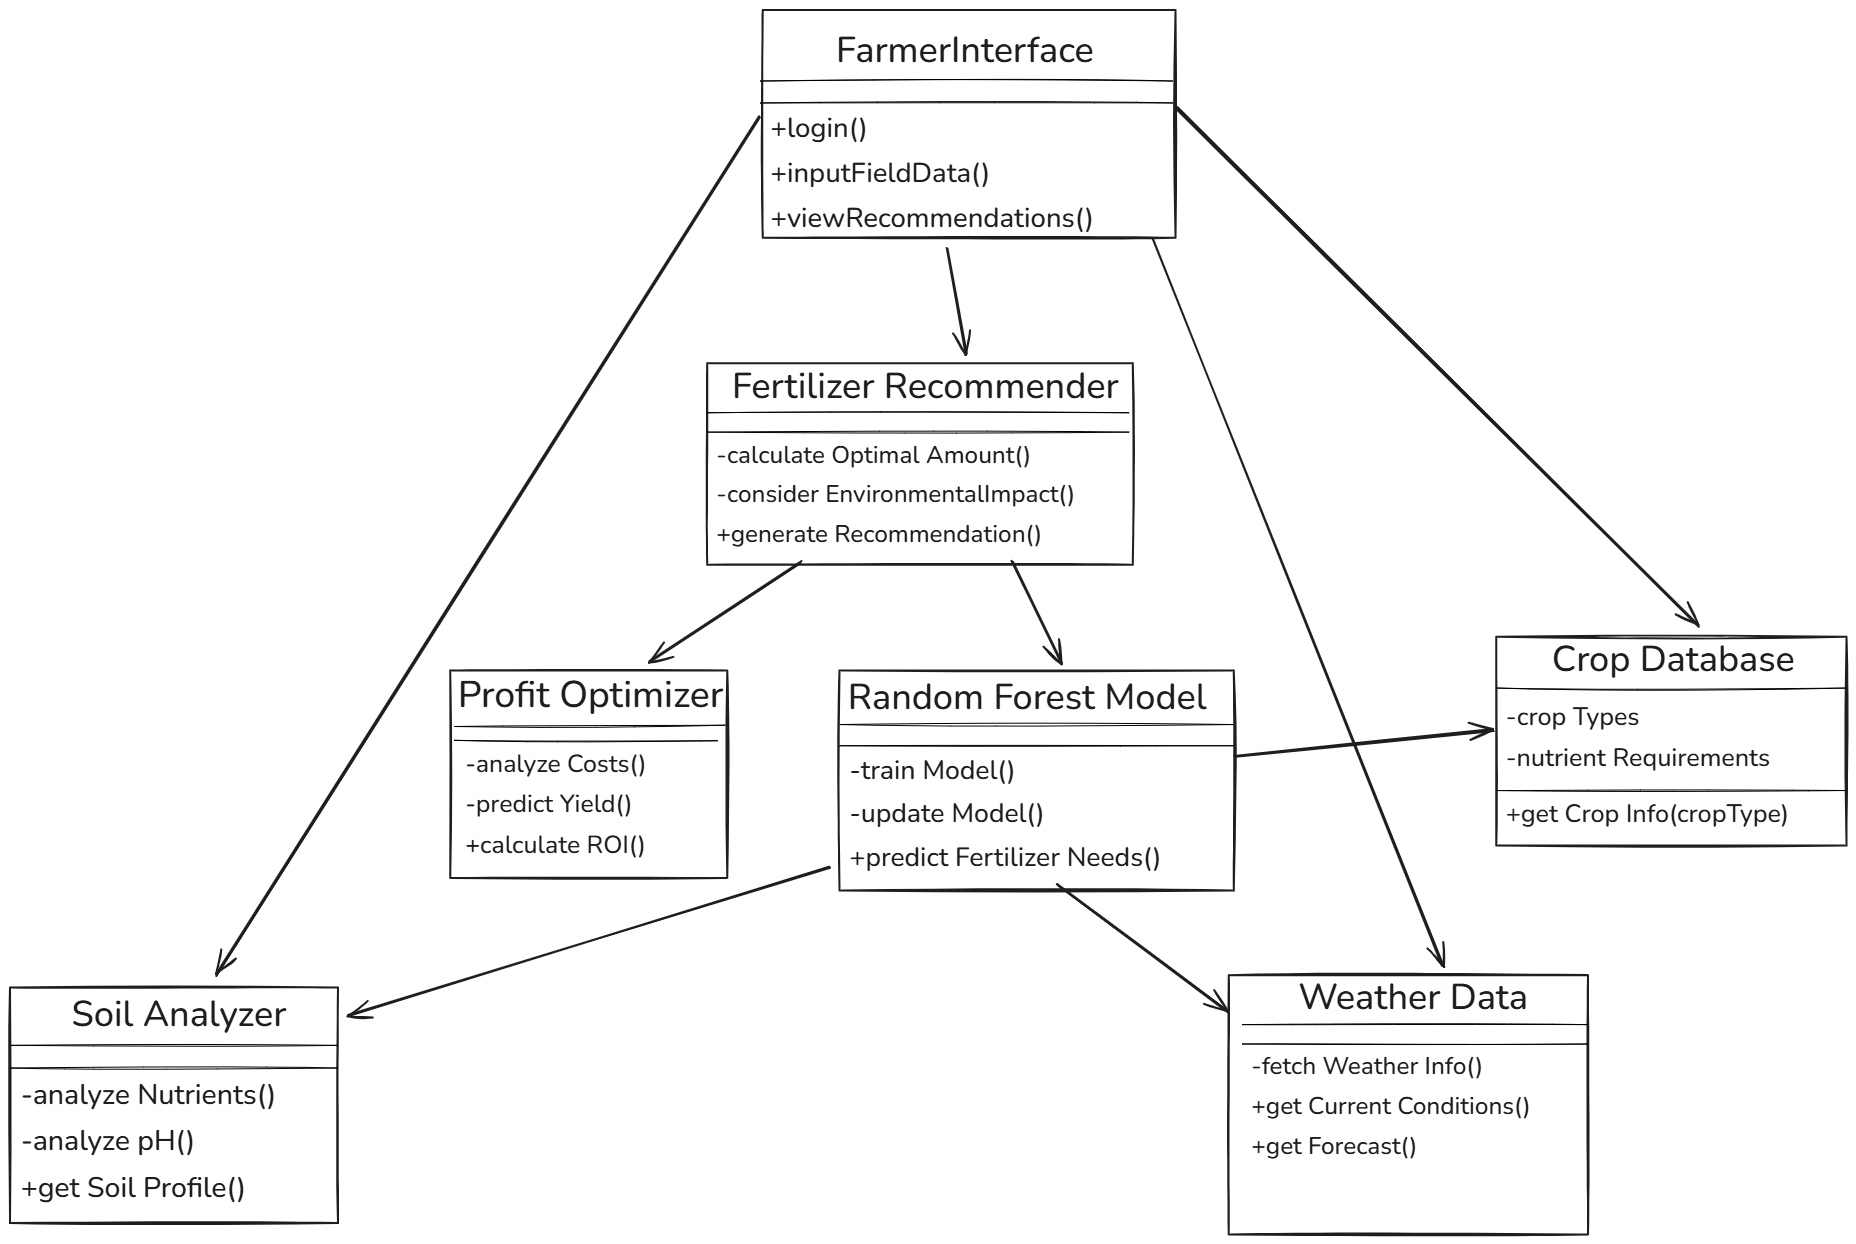 FarmerInterface
+login()
+inputFieldData()
+viewRecommendations()
Fertilizer Recommender
-calculate Optimal Amount()
-consider EnvironmentalImpact()
+generate Recommendation()
Profit Optimizer
-analyze Costs()
-predict Yield()
+calculate ROI()
Random Forest Model
-train Model()
-update Model()
+predict Fertilizer Needs()
Crop Database
-crop Types
-nutrient Requirements
+get Crop Info(cropType)
Soil Analyzer
-analyze Nutrients()
-analyze pH()
+get Soil Profile()
Weather Data
-fetch Weather Info()
+get Current Conditions()
+get Forecast()